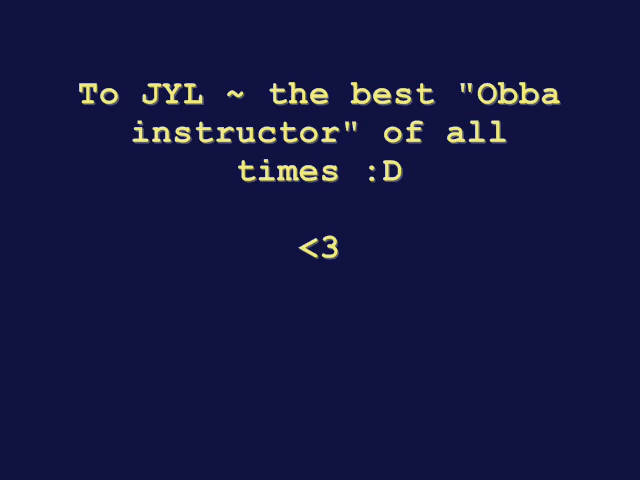 To JYL ~ the best "Obba
instructor" of all
times :D
<3